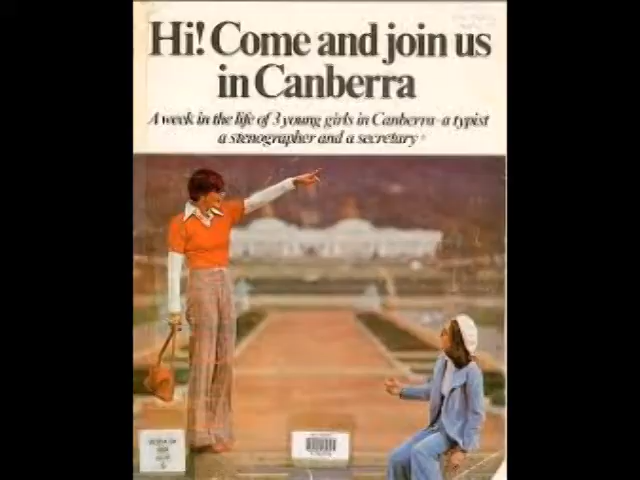 Hi! Come and join us
in Canberra
A week in the life of 3 young girls in Canberra-a typist
a stenographer and a secretary